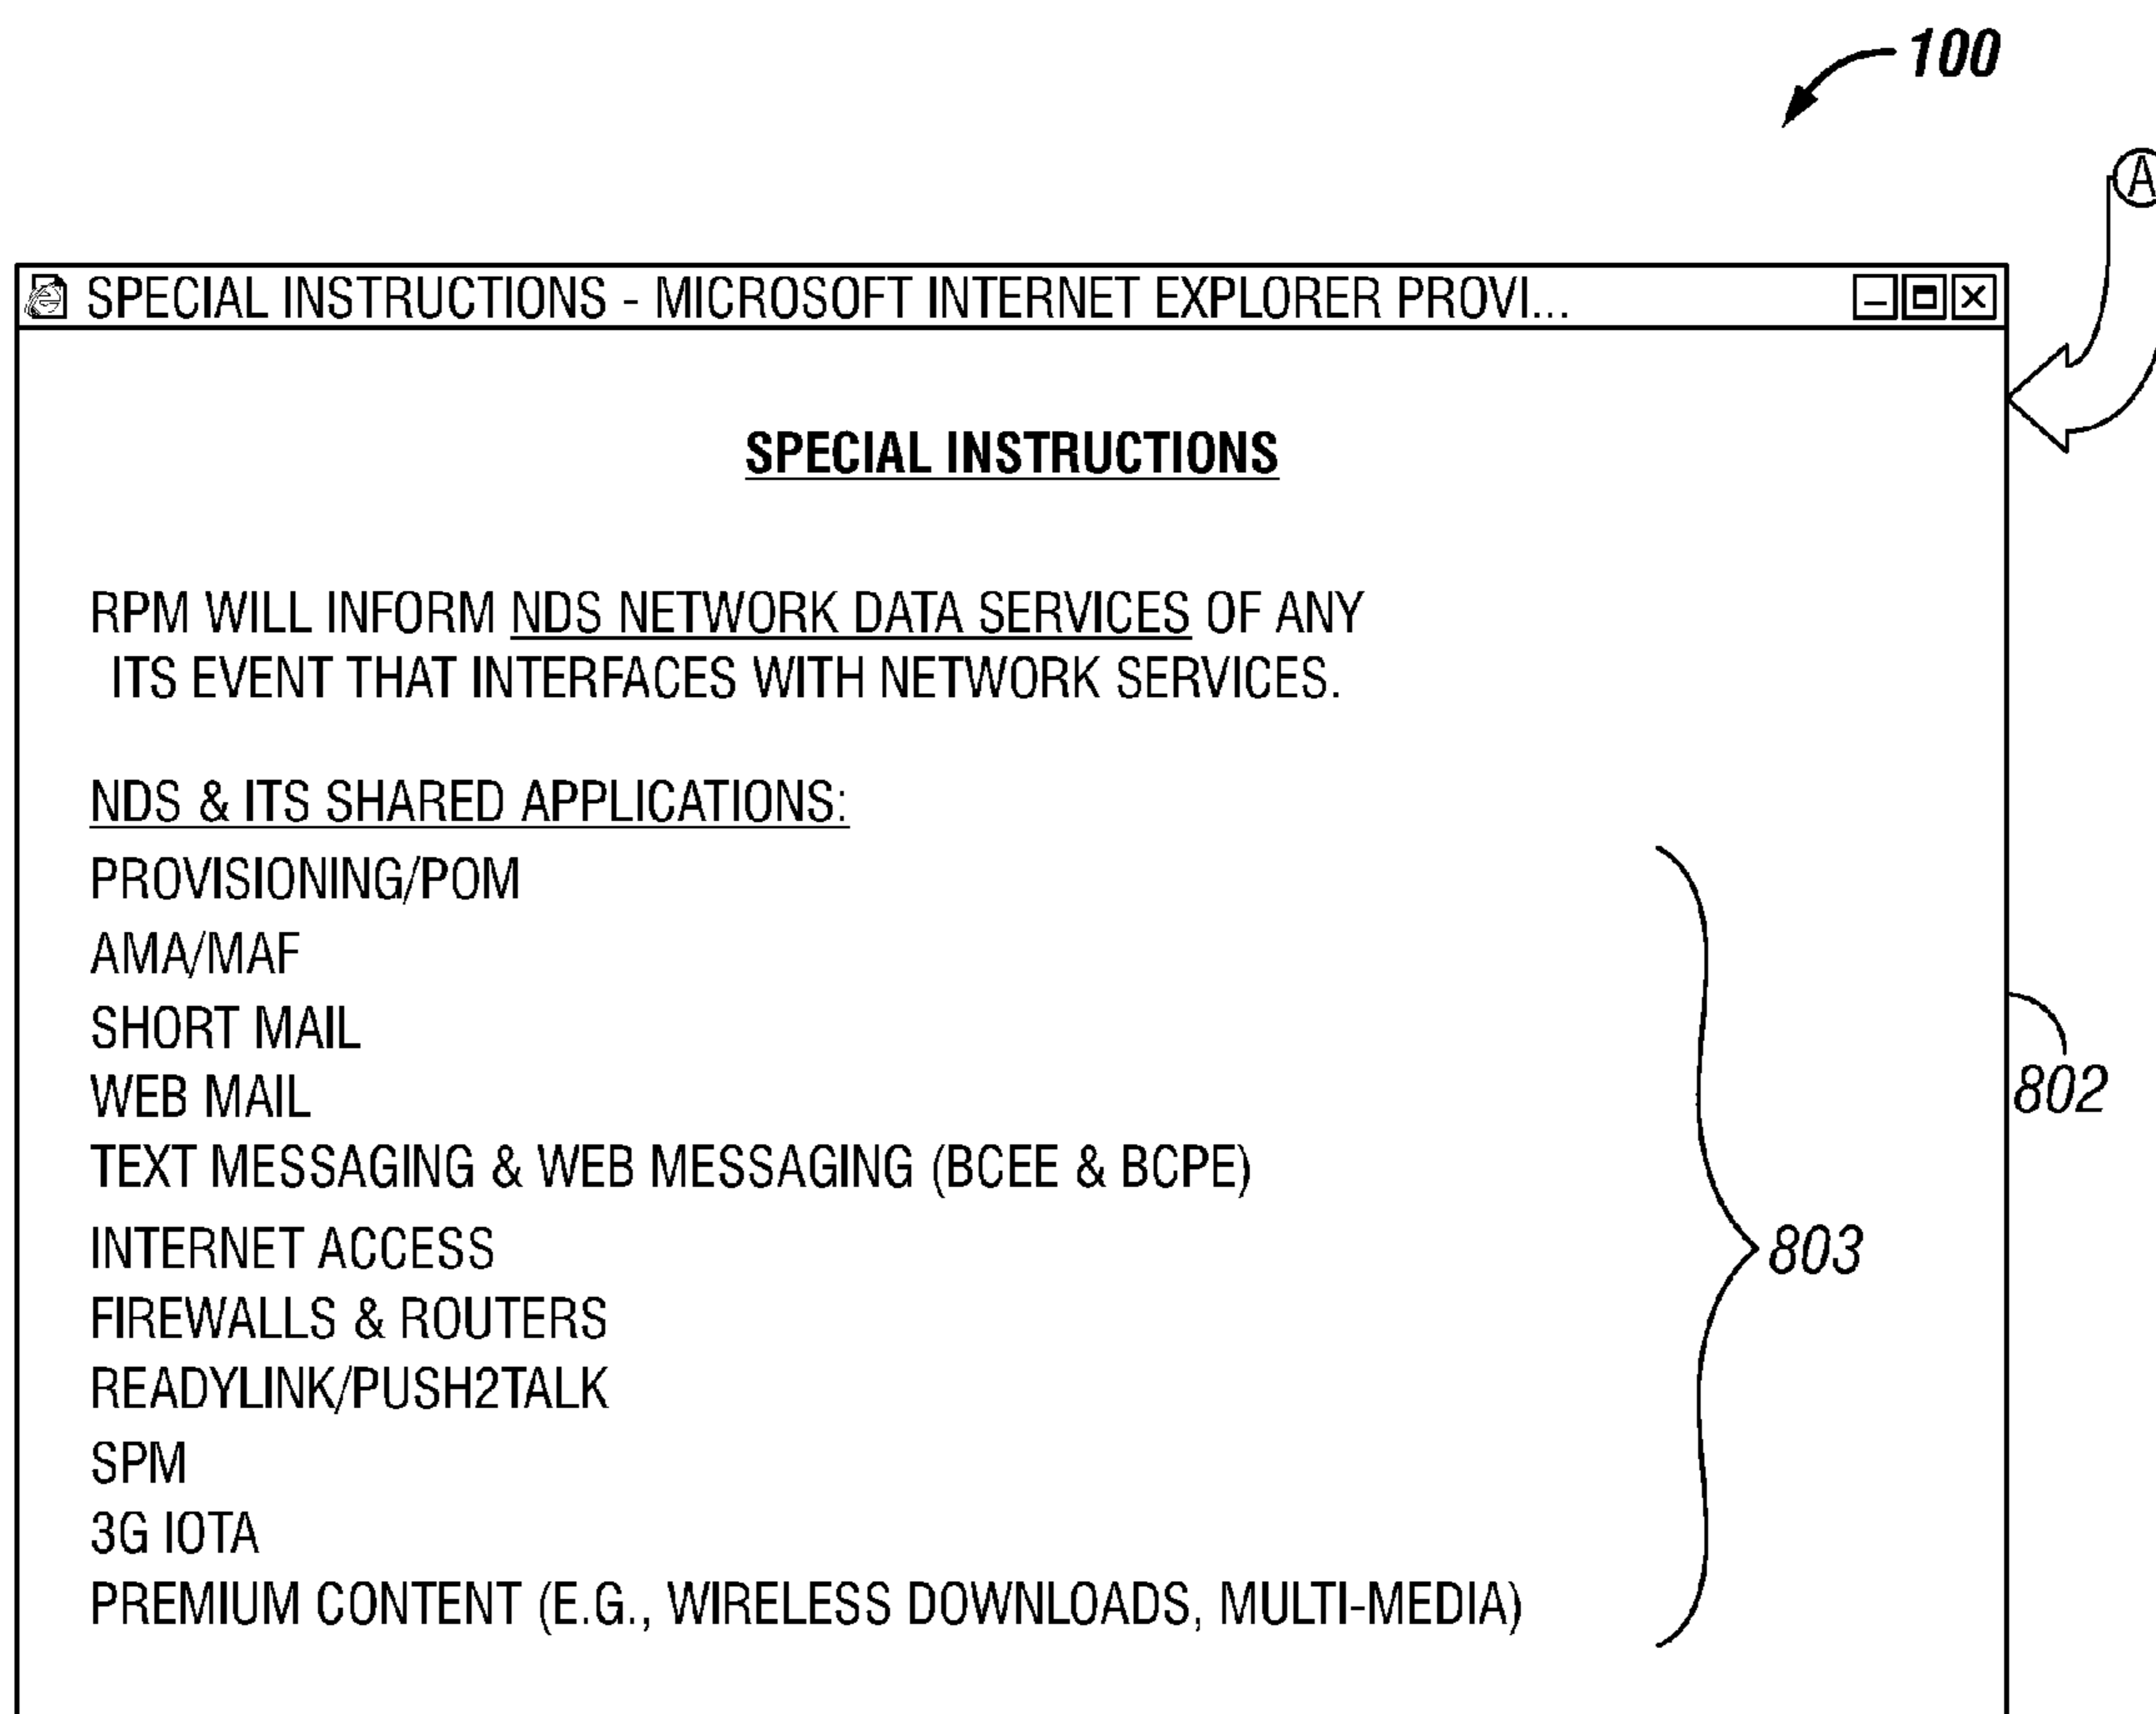 100
A
SPECIAL INSTRUCTIONS - MICROSOFT INTERNET EXPLORER PROVI...
SPECIAL INSTRUCTIONS
RPM WILL INFORM NDS NETWORK DATA SERVICES OF ANY
ITS EVENT THAT INTERFACES WITH NETWORK SERVICES.
NDS & ITS SHARED APPLICATIONS:
PROVISIONING/POM
AMA/MAF
SHORT MAIL
WEB MAIL
802
TEXT MESSAGING & WEB MESSAGING (BCEE & BCPE)
INTERNET ACCESS
803
FIREWALLS & ROUTERS
READYLINK/PUSH2TALK
SPM
3G IOTA
PREMIUM CONTENT (E.G., WIRELESS DOWNLOADS, MULTI-MEDIA)